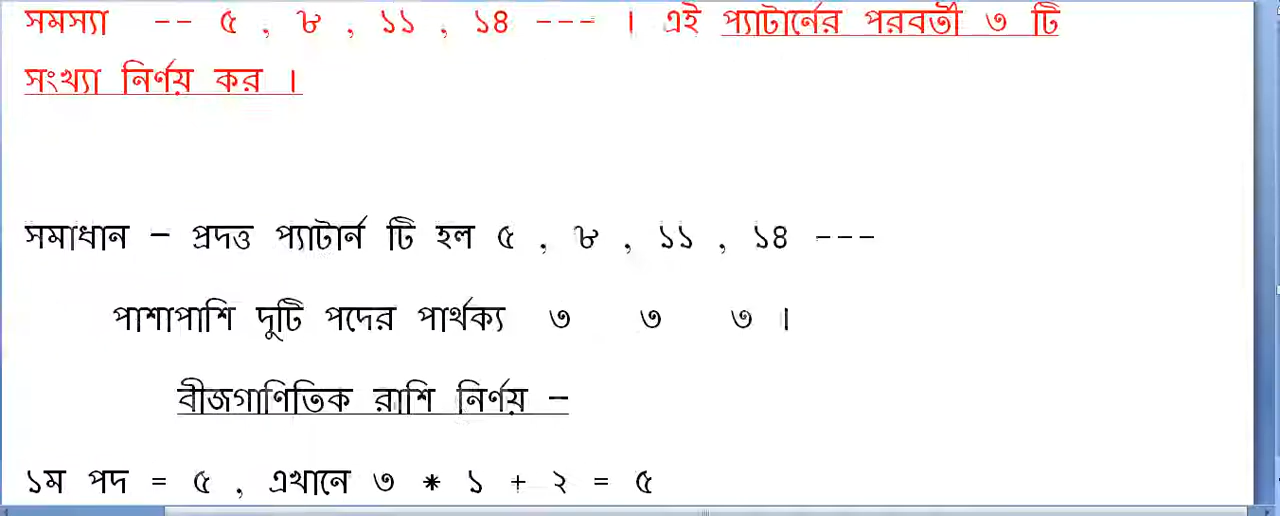 সমস্যা -- ৫ , ৮ , ১১ , ১৪ --- । এই প্যাটার্নের পরবর্তী ৩ টি
সংখ্যা নির্ণয় কর ।
সমাধান – প্রদত্ত প্যাটার্ন টি হল ৫ , ৮ , ১১ , ১৪ ---
পাশাপাশি দুটি পদের পার্থক্য ৩ ৩ ৩ ।
বীজগাণিতিক রাশি নির্ণয় –
১ম পদ = ৫ , এখানে ৩ * ১ + ২ = ৫